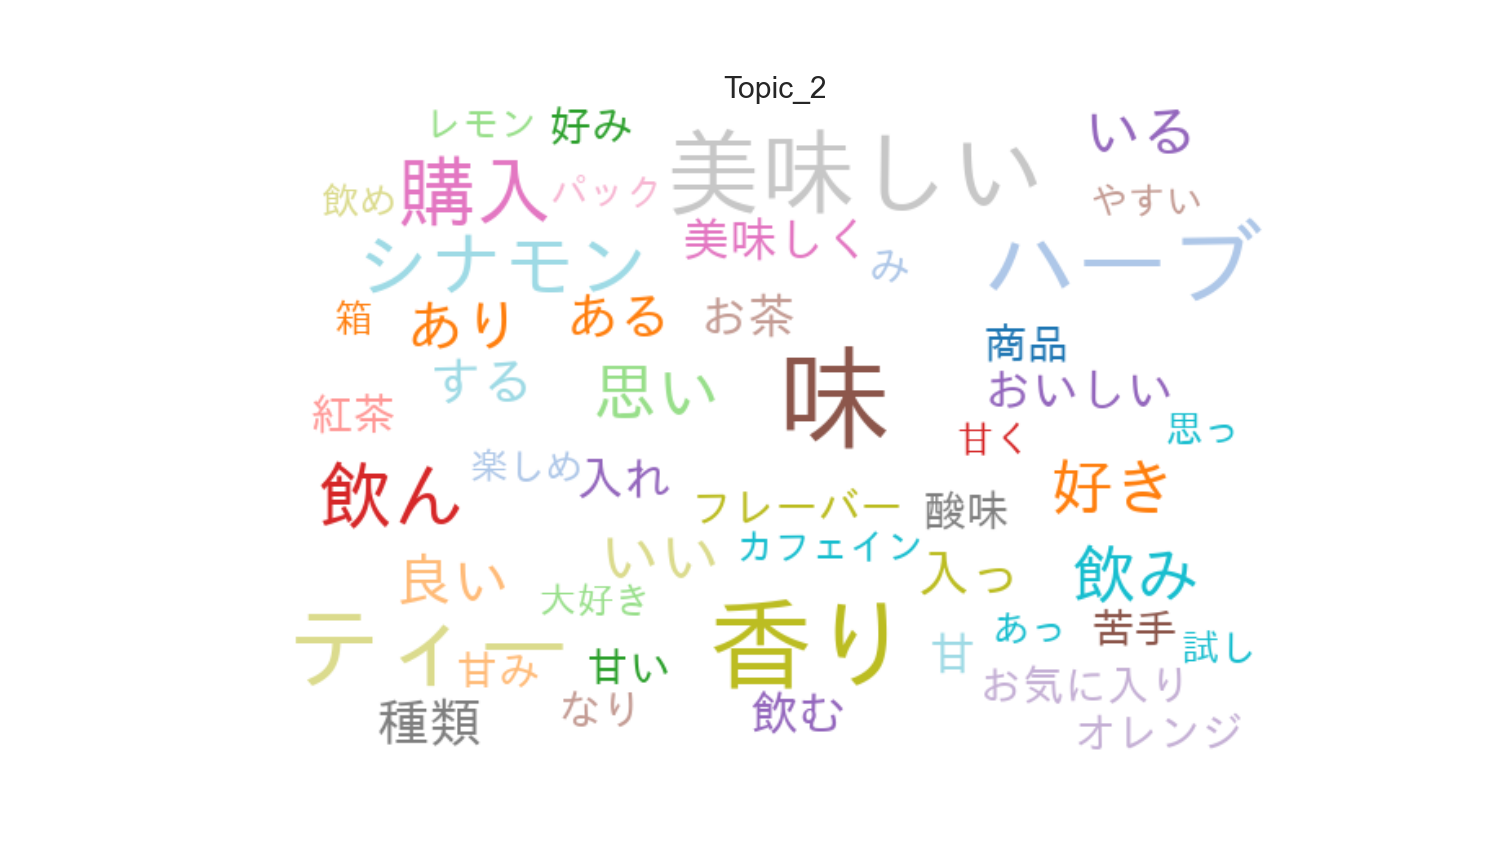 Topic_2
レモン 好み 美味しい いる
飲め 購入 パック やすい
シナモン 美味しく み ハーブ
箱 あり ある お茶 商品
する 思い 味 おいしい
紅茶 甘く 思っ
飲ん 楽しめ 入れ フレーバー 酸味 好き
良い いい カフェイン 入っ 飲み
大好き あっ 苦手
ティー 甘み 甘い 香り 甘 試し
お気に入り
種類 なり 飲む オレンジ